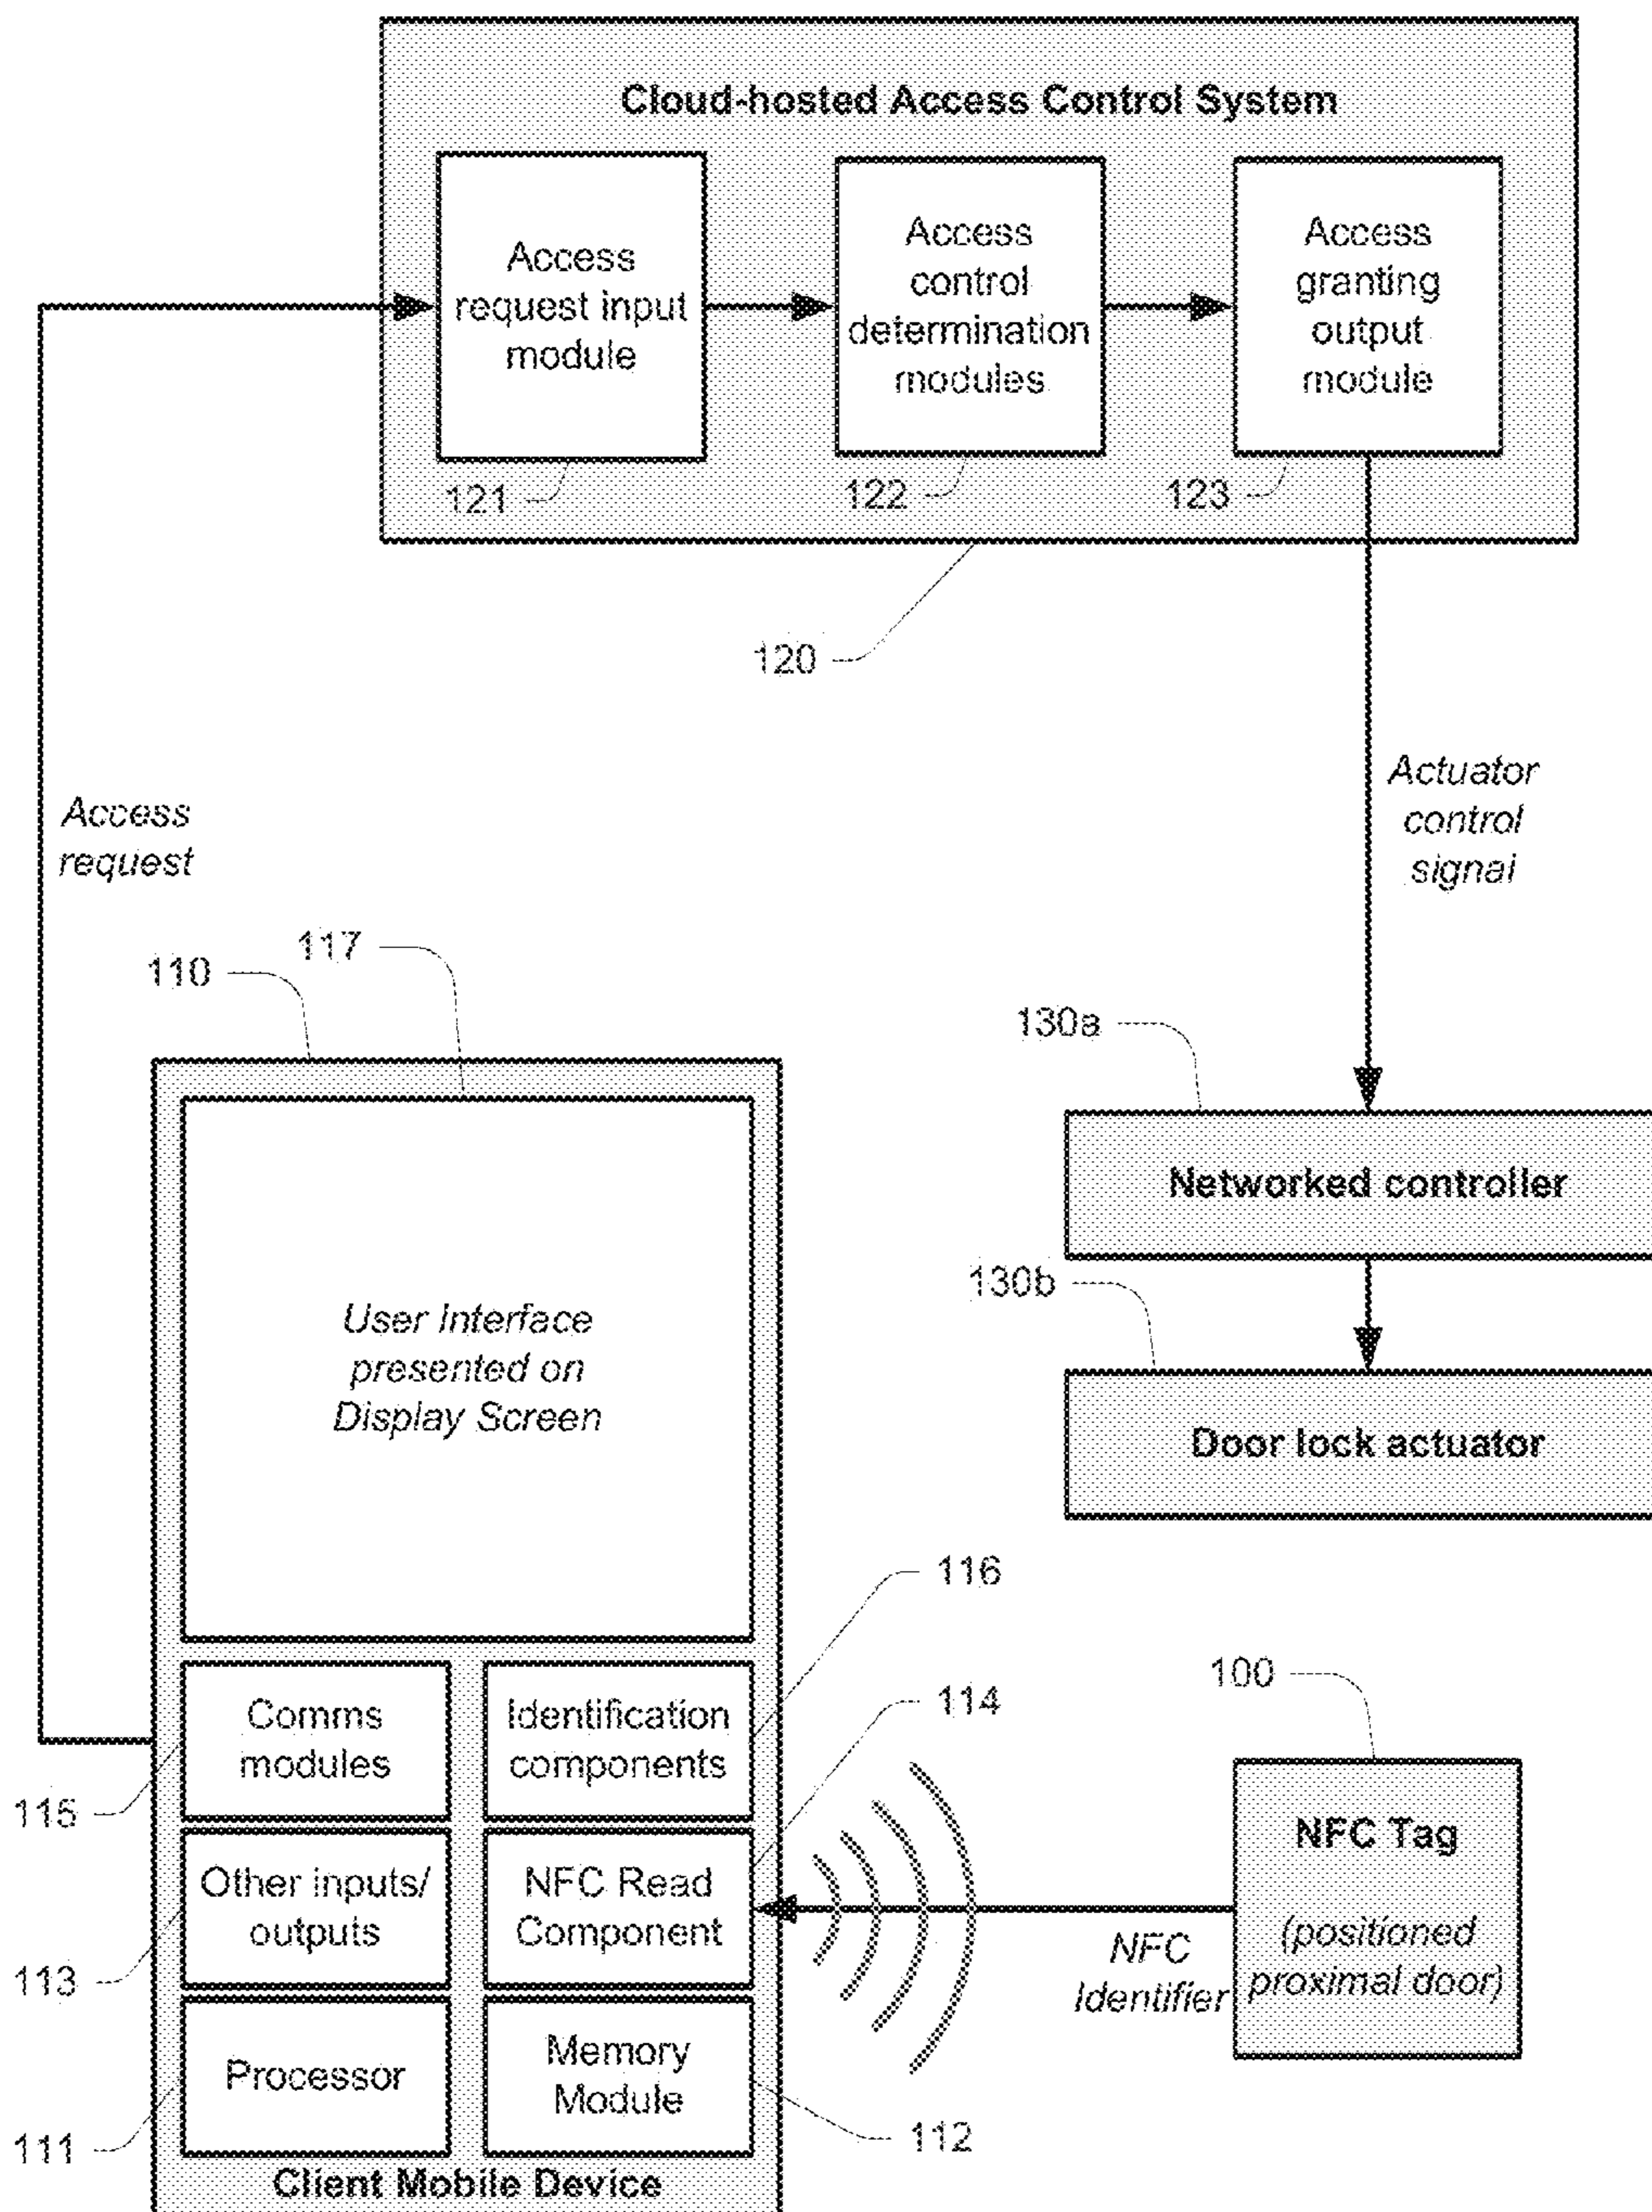 Cloud-hosted Access Control System
Access
request input
module
Access
control
determination
modules
Access
granting
output
module
121
122
123
120
Access
request
Actuator
control
signal
117
110
130a
Networked controller
130b
Door lock actuator
User Interface
presented on
Display Screen
116
114
100
Comms
modules
Identification
components
115
Other inputs/
outputs
NFC Read
Component
113
Processor
Memory
Module
111
112
NFC
Identifier
NFC Tag
(positioned
proximal door)
Client Mobile Device